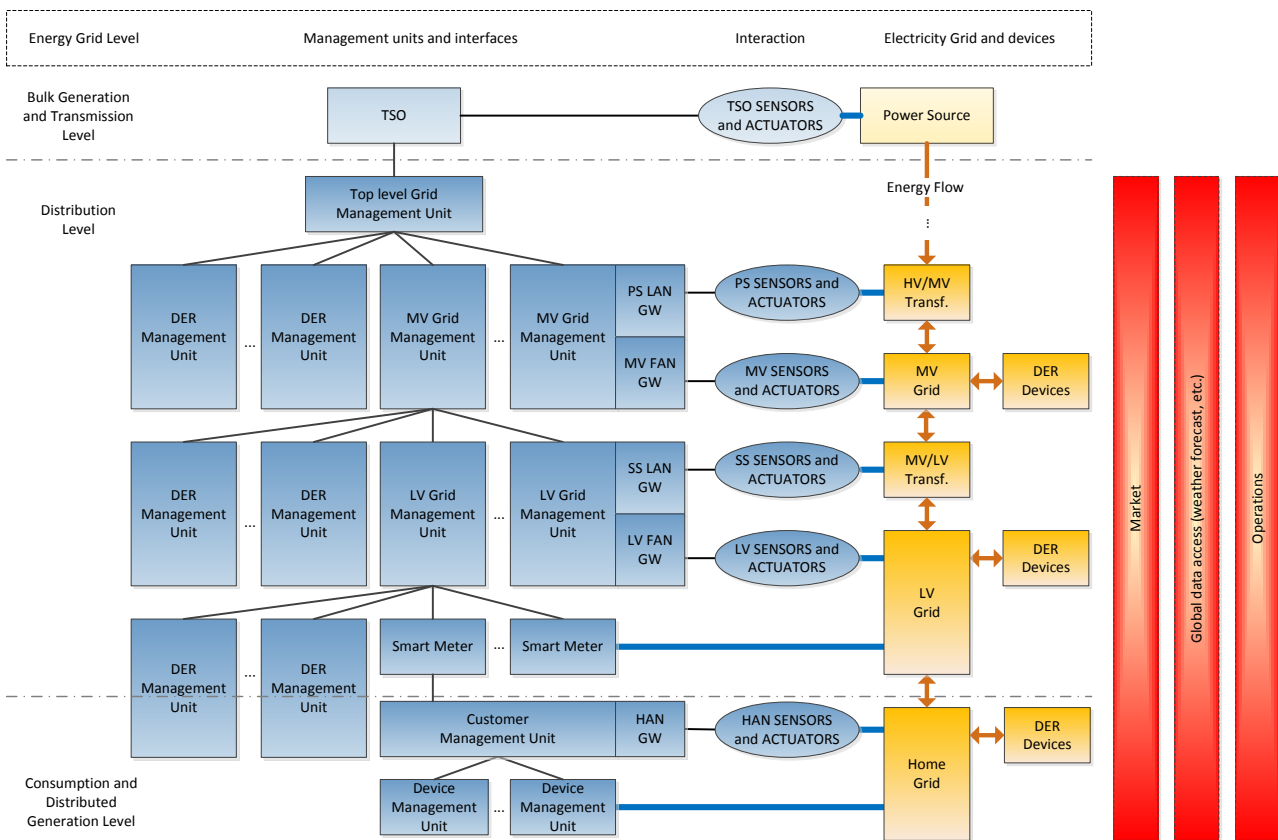 Energy Grid Level
Management units and interfaces
Interaction
Electricity Grid and devices
Bulk Generation
and Transmission
Level
TSO
TSO SENSORS
and ACTUATORS
Power Source
Distribution
Level
Top level Grid
Management Unit
Energy Flow
...
DER
Management
Unit
...
DER
Management
Unit
MV Grid
Management
Unit
...
MV Grid
Management
Unit
PS LAN
GW
MV FAN
GW
PS SENSORS and
ACTUATORS
MV SENSORS
and ACTUATORS
HV/MV
Transf.
MV
Grid
DER
Devices
DER
Management
Unit
...
DER
Management
Unit
LV Grid
Management
Unit
...
LV Grid
Management
Unit
SS LAN
GW
LV FAN
GW
SS SENSORS and
ACTUATORS
LV SENSORS and
ACTUATORS
MV/LV
Transf.
LV
Grid
DER
Devices
DER
Management
Unit
...
DER
Management
Unit
Smart Meter
...
Smart Meter
Customer
Management Unit
HAN
GW
HAN SENSORS
and ACTUATORS
Home
Grid
DER
Devices
Consumption and
Distributed
Generation Level
Device
Management
Unit
...
Device
Management
Unit
Market
Global data access (weather forecast, etc.)
Operations